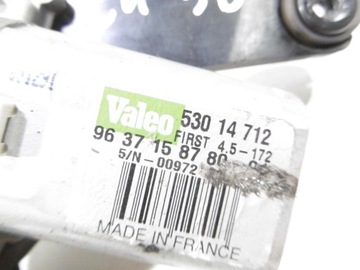 Valeo 530 14 712
FIRST 4.5-172
96 37 15 87 80
S/N-00972
MADE IN FRANCE